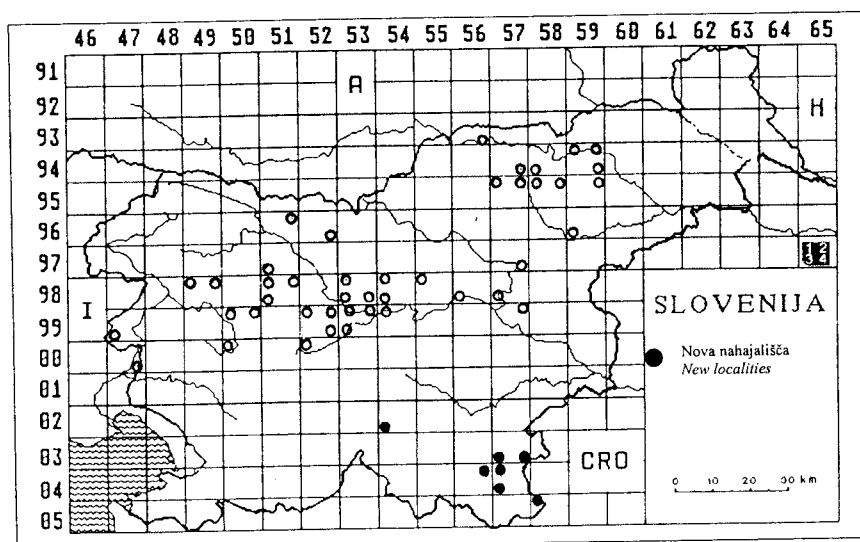 46 47 48 49 50 51 52 53 54 55 56 57 58 59 60 61 62 63 64 65
91
92
93
94
95
96
97
98
99
00
01
02
03
04
05
A
H
I
CRO
1 2
3 4
SLOVENIJA
Nova nahajališča
New localities
0 10 20 30 km